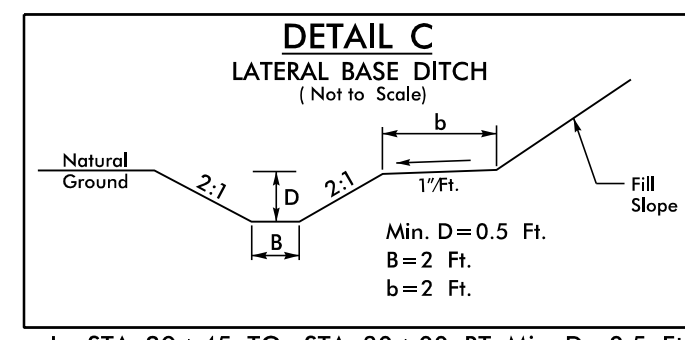 DETAIL C
LATERAL BASE DITCH
( Not to Scale)
b
Natural
Ground
2:1
D
2:1
1"/Ft.
Fill
Slope
B
Min. D=0.5 Ft.
B=2 Ft.
b=2 Ft.